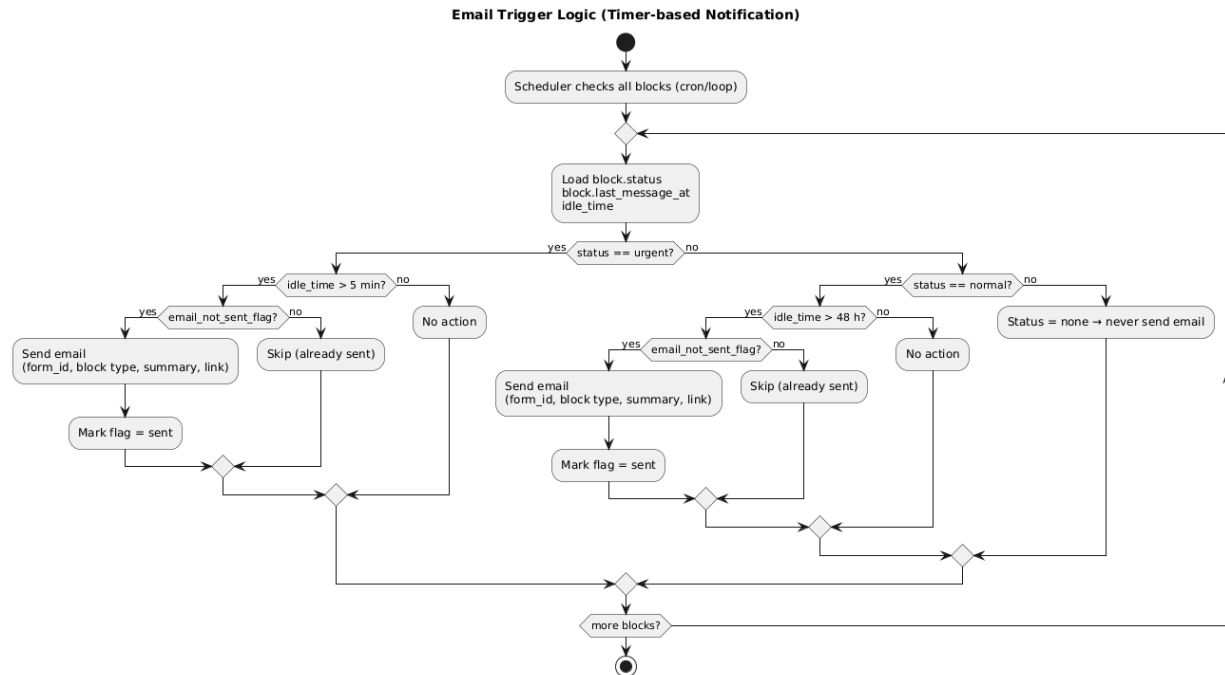 Email Trigger Logic (Timer-based Notification)
Scheduler checks all blocks (cron/loop)
Load block.status
block.last_message_at
idle_time
yes
status == urgent?
no
yes
idle_time > 5 min?
no
yes
email_not_sent_flag?
no
Send email
(form_id, block type, summary, link)
Mark flag = sent
Skip (already sent)
No action
yes
status == normal?
no
yes
idle_time > 48 h?
no
yes
email_not_sent_flag?
no
Send email
(form_id, block type, summary, link)
Mark flag = sent
Skip (already sent)
No action
Status = none → never send email
more blocks?